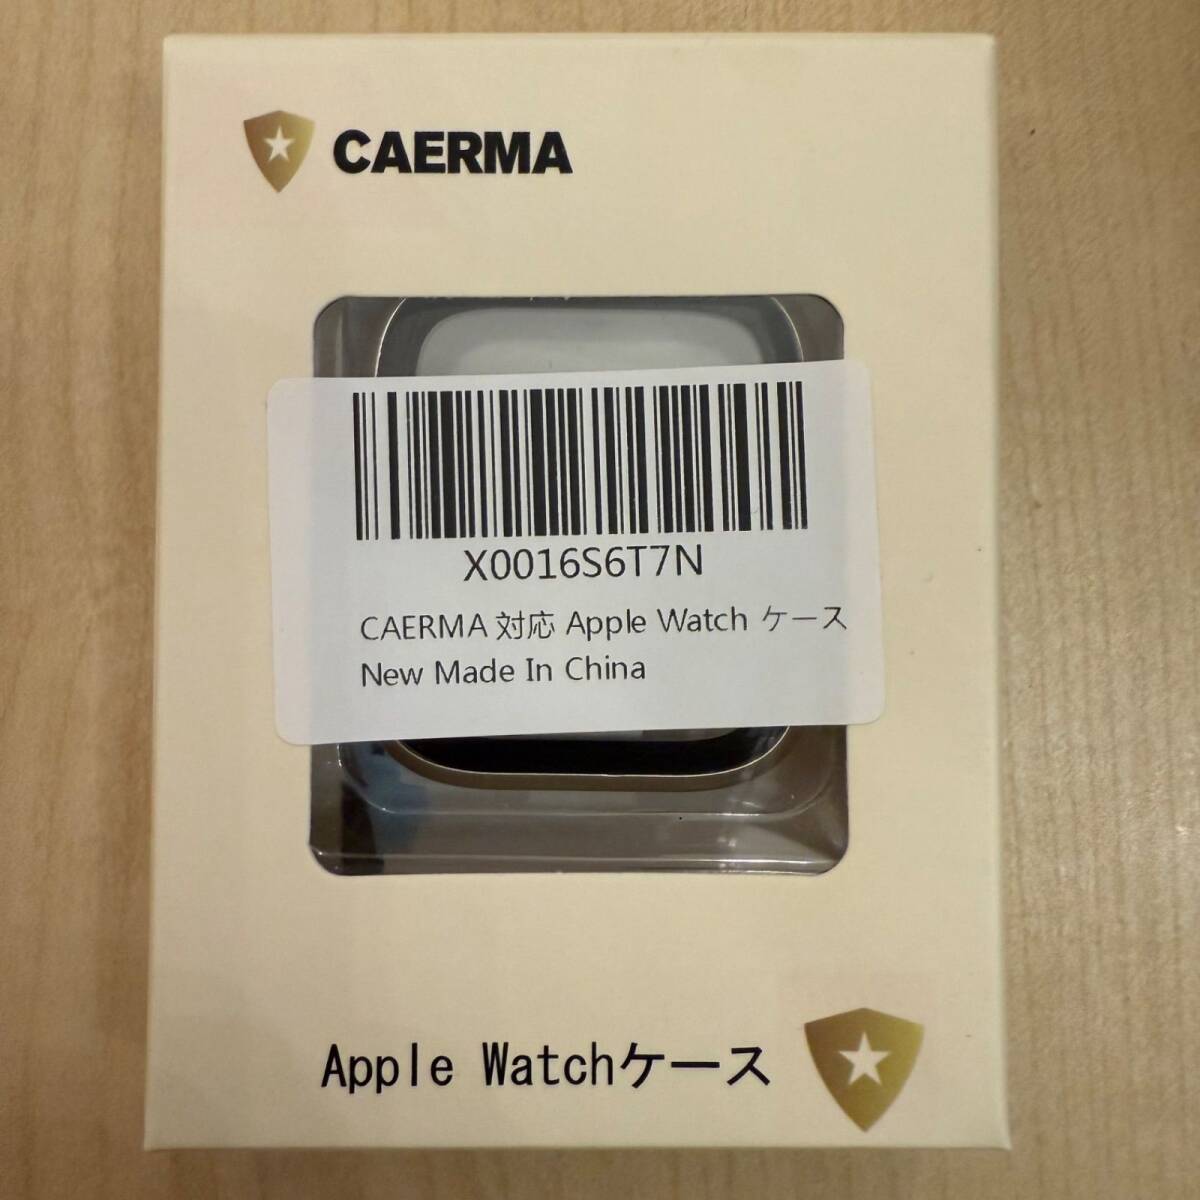 CAERMA
X0016S6T7N
CAERMA 対応 Apple Watch ケース
New Made In China
Apple Watchケース